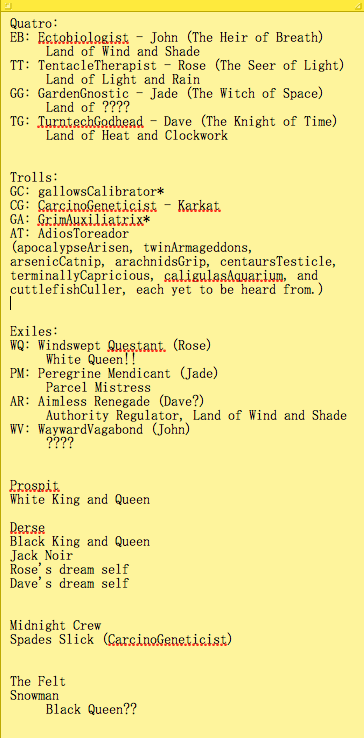 Quatro:
EB: Ectobiologist - John (The Heir of Breath)
Land of Wind and Shade
TT: TentacleTherapist - Rose (The Seer of Light)
Land of Light and Rain
GG: GardenGnostic - Jade (The Witch of Space)
Land of ????
TG: TurntechGodhead - Dave (The Knight of Time)
Land of Heat and Clockwork
Trolls:
GC: gallowsCalibrator*
CG: CarcinoGeneticist - Karkat
GA: GrimAuxiliatrix*
AT: AdiosToreador
(apocalypseArisen, twinArmageddons,
arsenicCatnip, arachnidsGrip, centaursTesticle,
terminallyCapricious, caligulasAquarium, and
cuttlefishCuller, each yet to be heard from.)
Exiles:
WQ: Windswept Questant (Rose)
White Queen!!
PM: Peregrine Mendicant (Jade)
Parcel Mistress
AR: Aimless Renegade (Dave?)
Authority Regulator, Land of Wind and Shade
WV: WaywardVagabond (John)
????
Prospit
White King and Queen
Derse
Black King and Queen
Jack Noir
Rose's dream self
Dave's dream self
Midnight Crew
Spades Slick (CarcinoGeneticist)
The Felt
Snowman
Black Queen??